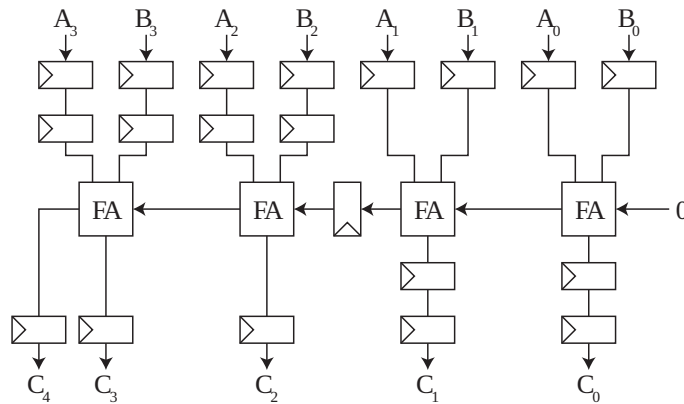 A₃ B₃ A₂ B₂ A₁ B₁ A₀ B₀
FA FA FA FA 0
C₄ C₃ C₂ C₁ C₀